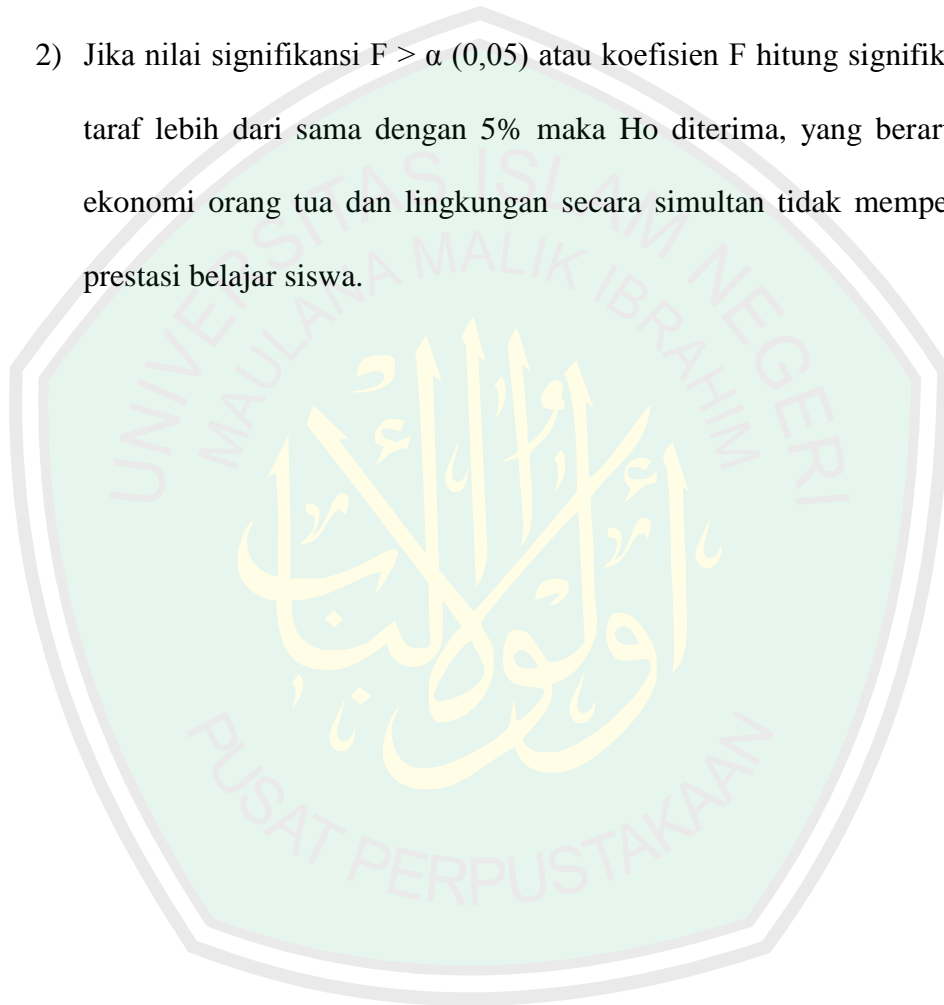 2) Jika nilai signifikansi F > α (0,05) atau koefisien F hitung signifik
taraf lebih dari sama dengan 5% maka Ho diterima, yang berar
ekonomi orang tua dan lingkungan secara simultan tidak mempe
prestasi belajar siswa.
UNIVERSITAS ISLAM NEGERI
MAULANA MALIK IBRAHIM
أولوا الألباب
PUSAT PERPUSTAKAAN